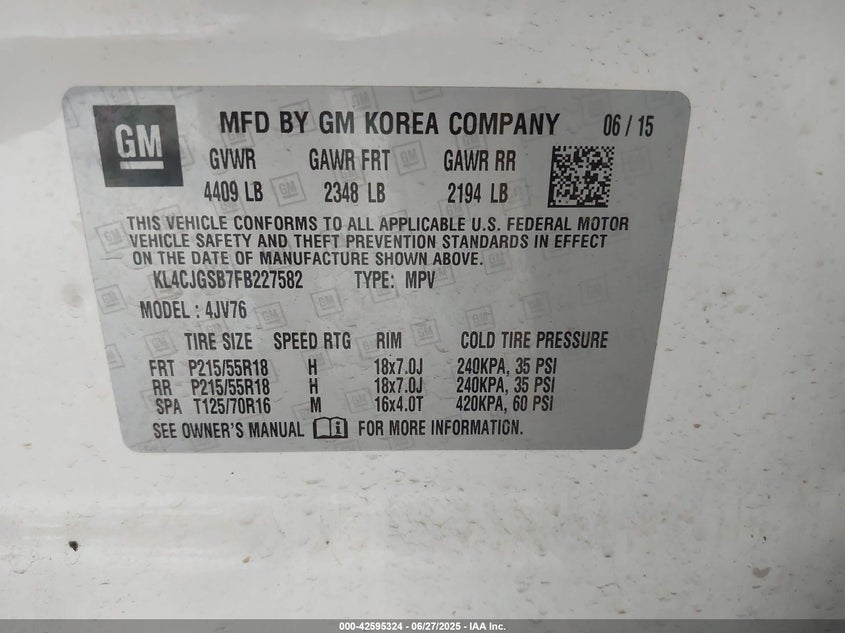 GM MFD BY GM KOREA COMPANY 06 / 15
GVWR GAWR FRT GAWR RR
4409 LB 2348 LB 2194 LB
THIS VEHICLE CONFORMS TO ALL APPLICABLE U.S. FEDERAL MOTOR
VEHICLE SAFETY AND THEFT PREVENTION STANDARDS IN EFFECT
ON THE DATE OF MANUFACTURE SHOWN ABOVE.
KL4CJGSB7FB227582 TYPE: MPV
MODEL : 4JV76
TIRE SIZE SPEED RTG RIM COLD TIRE PRESSURE
FRT P215/55R18 H 18x7.0J 240KPA, 35 PSI
RR P215/55R18 H 18x7.0J 240KPA, 35 PSI
SPA T125/70R16 M 16x4.0T 420KPA, 60 PSI
SEE OWNER'S MANUAL i FOR MORE INFORMATION.
000-42595324 - 06/27/2025 - IAA Inc.